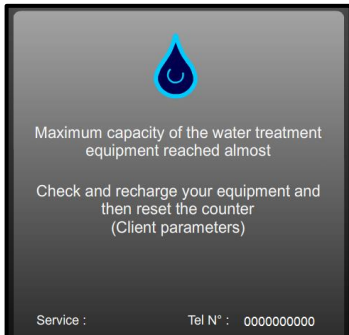 Maximum capacity of the water treatment
equipment reached almost
Check and recharge your equipment and
then reset the counter
(Client parameters)
Service : Tel N° : 0000000000